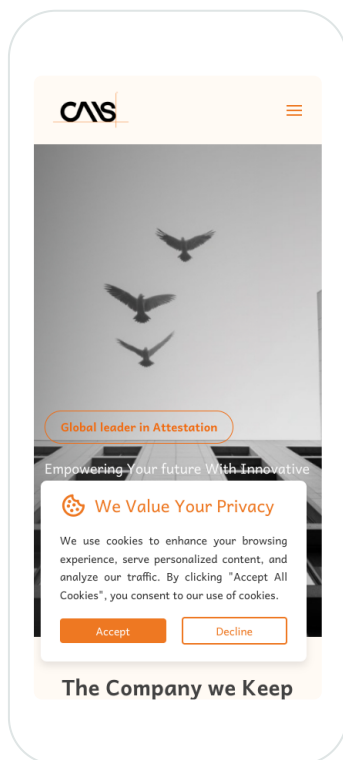 CAIS
Global leader in Attestation
Empowering Your future With Innovative
We Value Your Privacy
We use cookies to enhance your browsing
experience, serve personalized content, and
analyze our traffic. By clicking "Accept All
Cookies", you consent to our use of cookies.
Accept
Decline
The Company we Keep